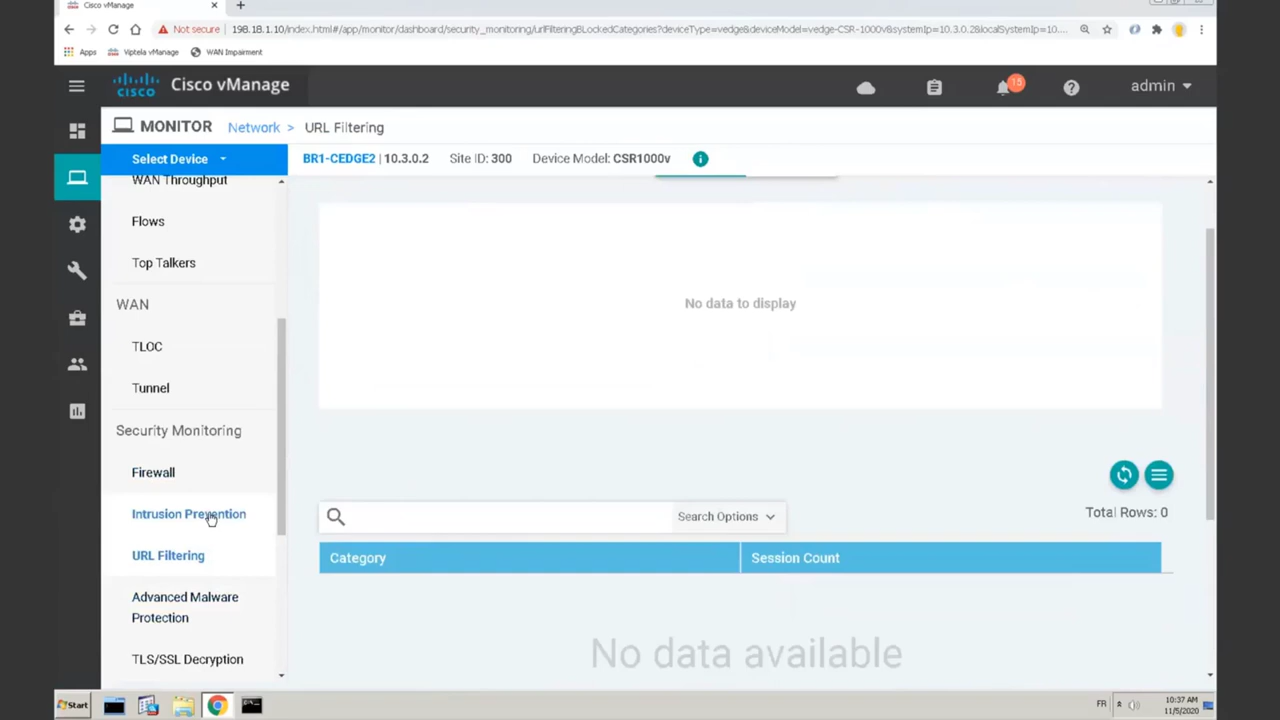 Cisco vManage
Not secure 198.18.1.10/index.html#/app/monitor/dashboard/security_monitoring/urlFilteringBLockedCategories?deviceType=vedge&deviceModel=vedge-CSR-1000v&systemIp=10.3.0.2&localSystemIp=10....
Apps Viptela vManage WAN Impairment
CISCO Cisco vManage 15 admin
MONITOR Network > URL Filtering
Select Device BR1-CEDGE2 | 10.3.0.2 Site ID: 300 Device Model: CSR1000v
WAN Throughput
Flows
Top Talkers
WAN
TLOC
Tunnel
Security Monitoring
Firewall
Intrusion Prevention
URL Filtering
Advanced Malware
Protection
TLS/SSL Decryption
No data to display
Search Options
Total Rows: 0
Category Session Count
No data available
Start FR 10:37 AM
11/5/2020